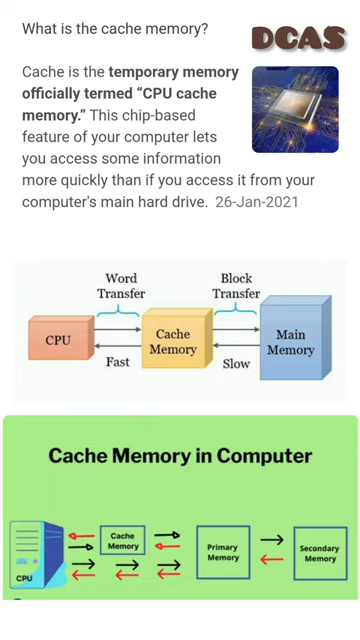 What is the cache memory?
DCAS
Cache is the temporary memory
officially termed “CPU cache
memory.” This chip-based
feature of your computer lets
you access some information
more quickly than if you access it from your
computer's main hard drive. 26-Jan-2021
Word
Transfer
Block
Transfer
CPU
Cache
Memory
Main
Memory
Fast
Slow
Cache Memory in Computer
Cache
Memory
Primary
Memory
Secondary
Memory
CPU